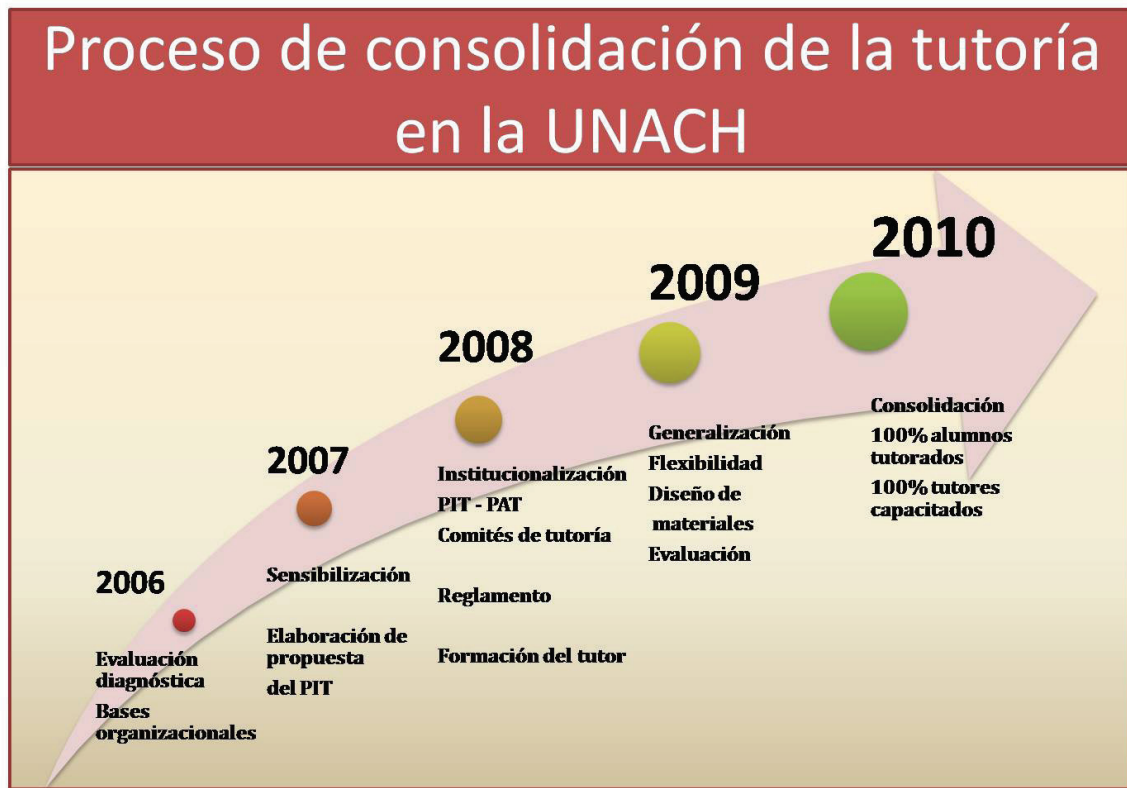 Proceso de consolidación de la tutoría
en la UNACH
2006
Evaluación
diagnóstica
Bases
organizacionales
2007
Sensibilización
Elaboración de
propuesta
del PIT
2008
Institucionalización
PIT - PAT
Comités de tutoría
Reglamento
Formación del tutor
2009
Generalización
Flexibilidad
Diseño de
materiales
Evaluación
2010
Consolidación
100% alumnos
tutorados
100% tutores
capacitados